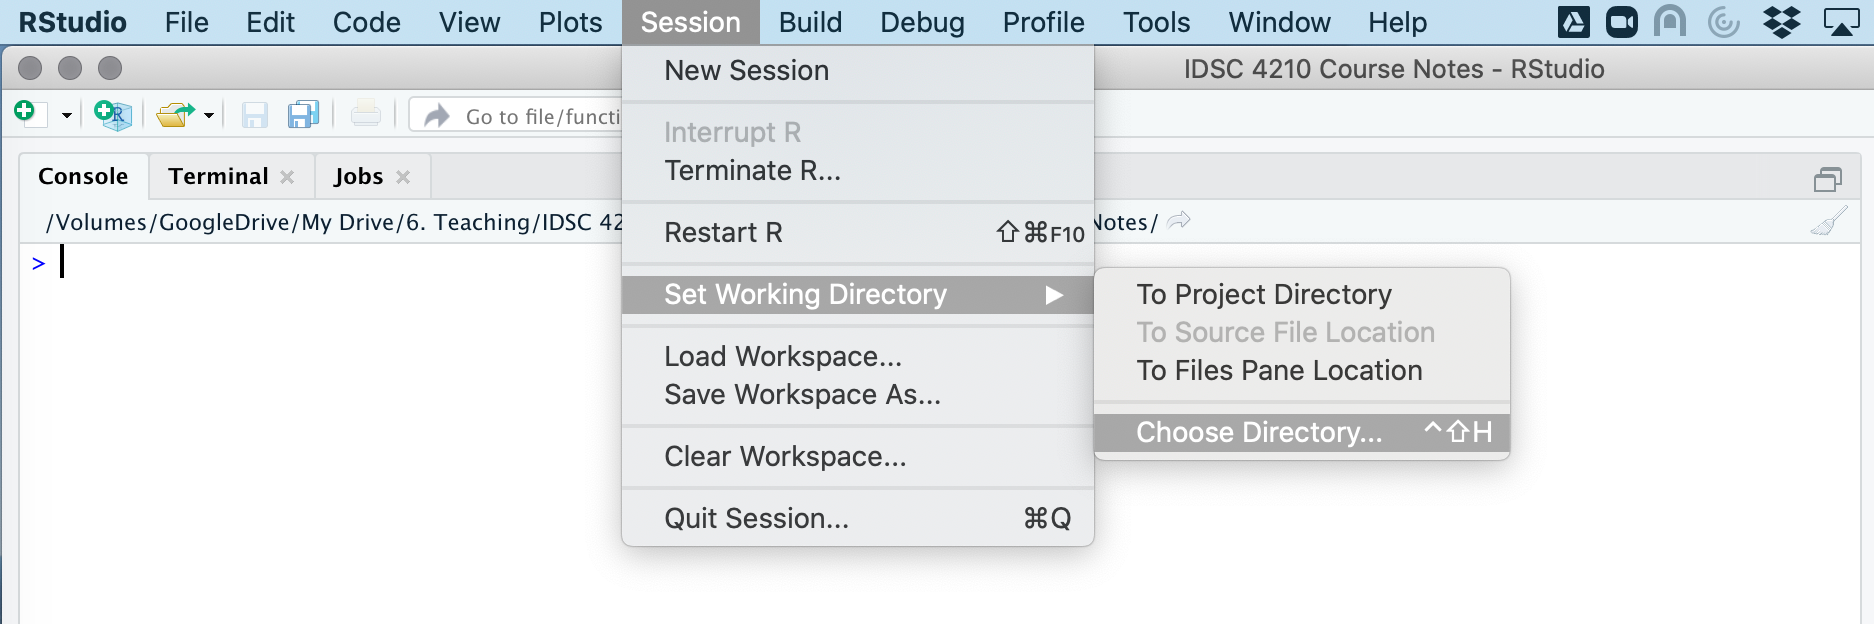 RStudio File Edit Code View Plots Session Build Debug Profile Tools Window Help
IDSC 4210 Course Notes - RStudio
Go to file/functi
Console Terminal Jobs
/Volumes/GoogleDrive/My Drive/6. Teaching/IDSC 42
Notes/
>
New Session
Interrupt R
Terminate R...
Restart R ⇧⌘F10
Set Working Directory ▶
Load Workspace...
Save Workspace As...
Clear Workspace...
Quit Session... ⌘Q
To Project Directory
To Source File Location
To Files Pane Location
Choose Directory... ^⇧H